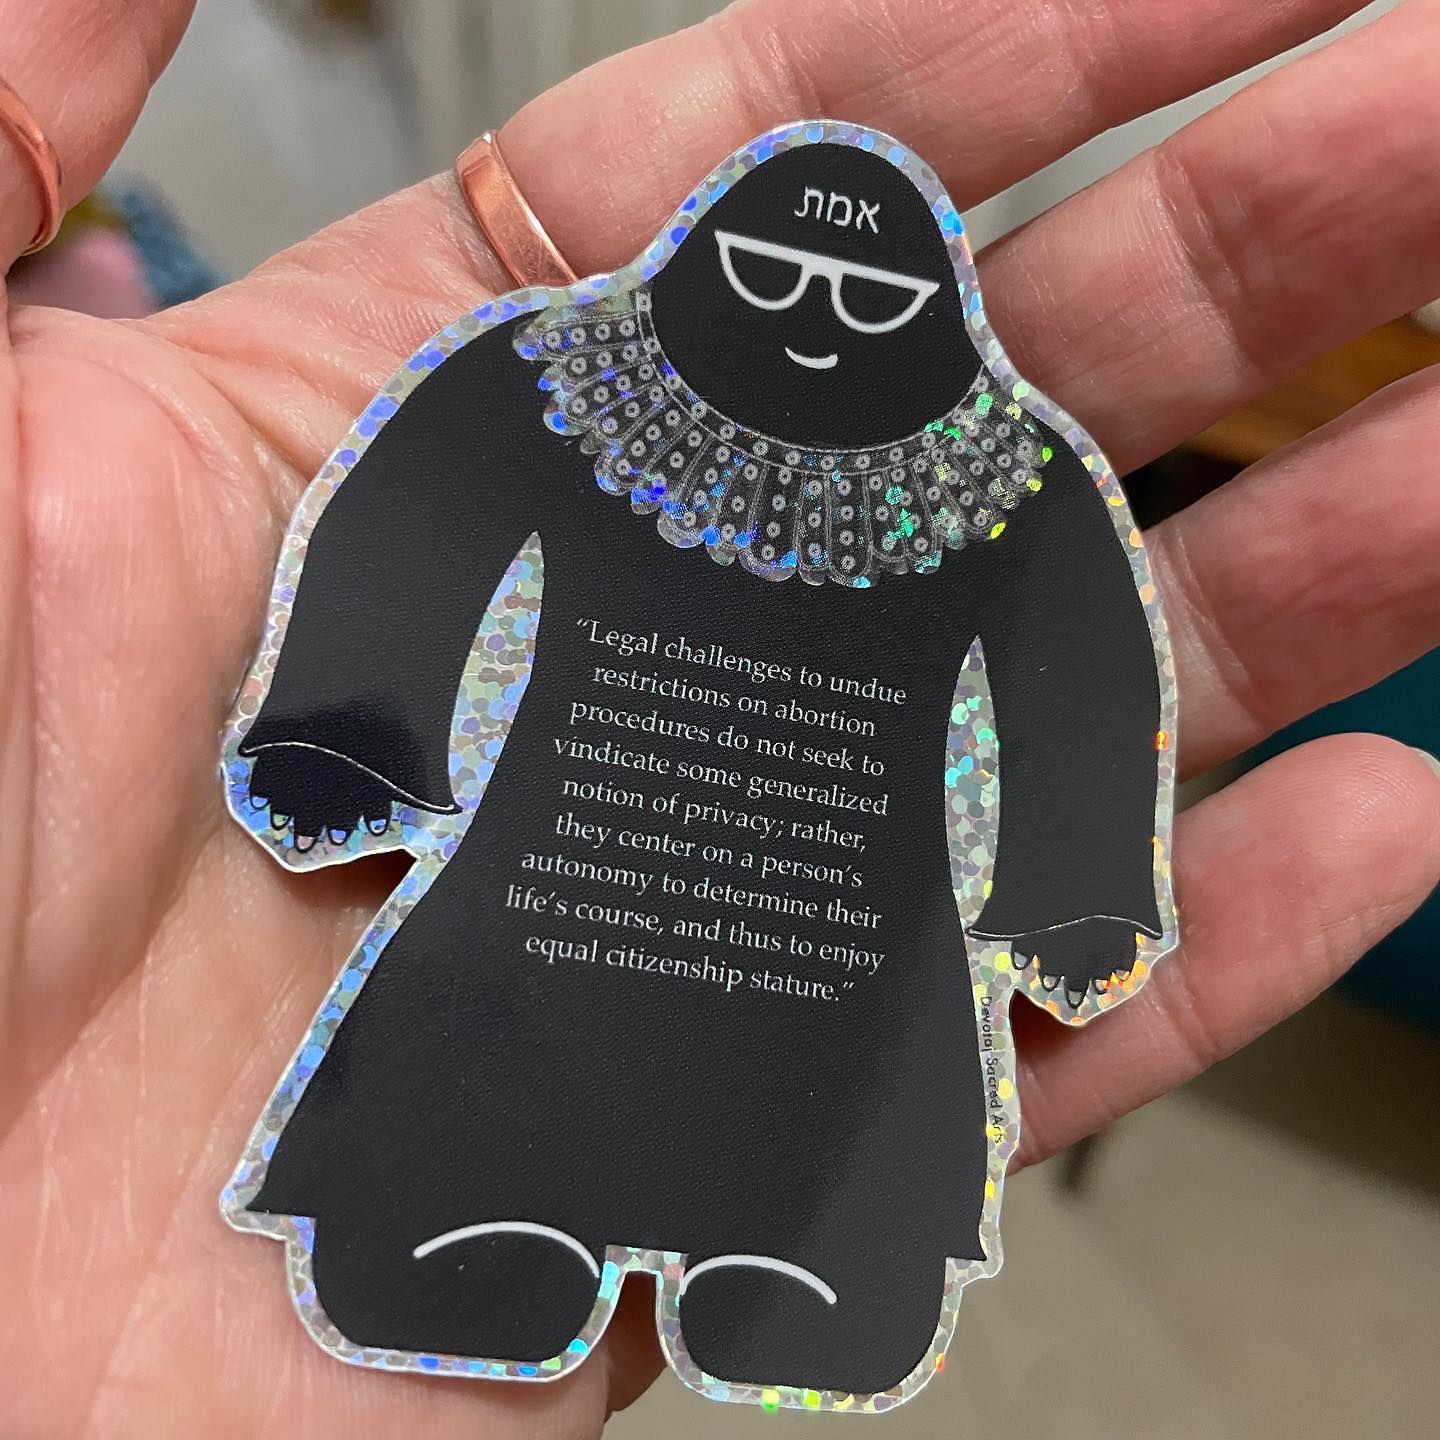 אמת
“Legal challenges to undue
restrictions on abortion
procedures do not seek to
vindicate some generalized
notion of privacy; rather,
they center on a person’s
autonomy to determine their
life’s course, and thus to enjoy
equal citizenship stature.”
Devotaj Sacred Arts